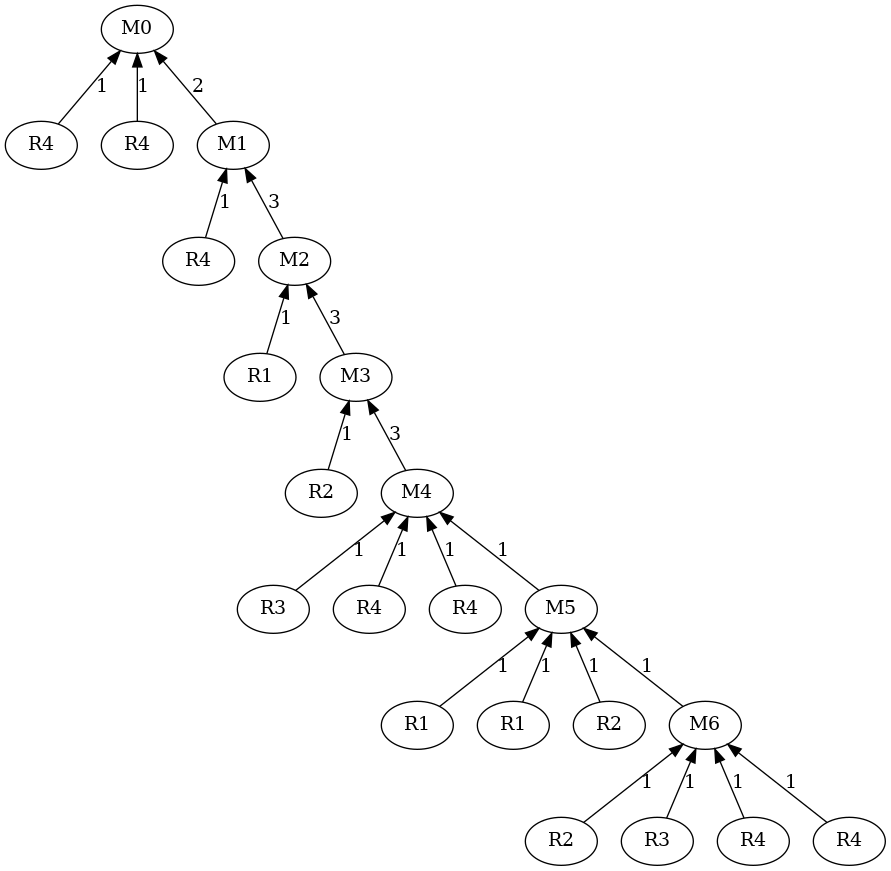 M0
1 1 2
R4 R4 M1
1 3
R4 M2
1 3
R1 M3
1 3
R2 M4
1 1 1 1
R3 R4 R4 M5
1 1 1 1
R1 R1 R2 M6
1 1 1 1
R2 R3 R4 R4